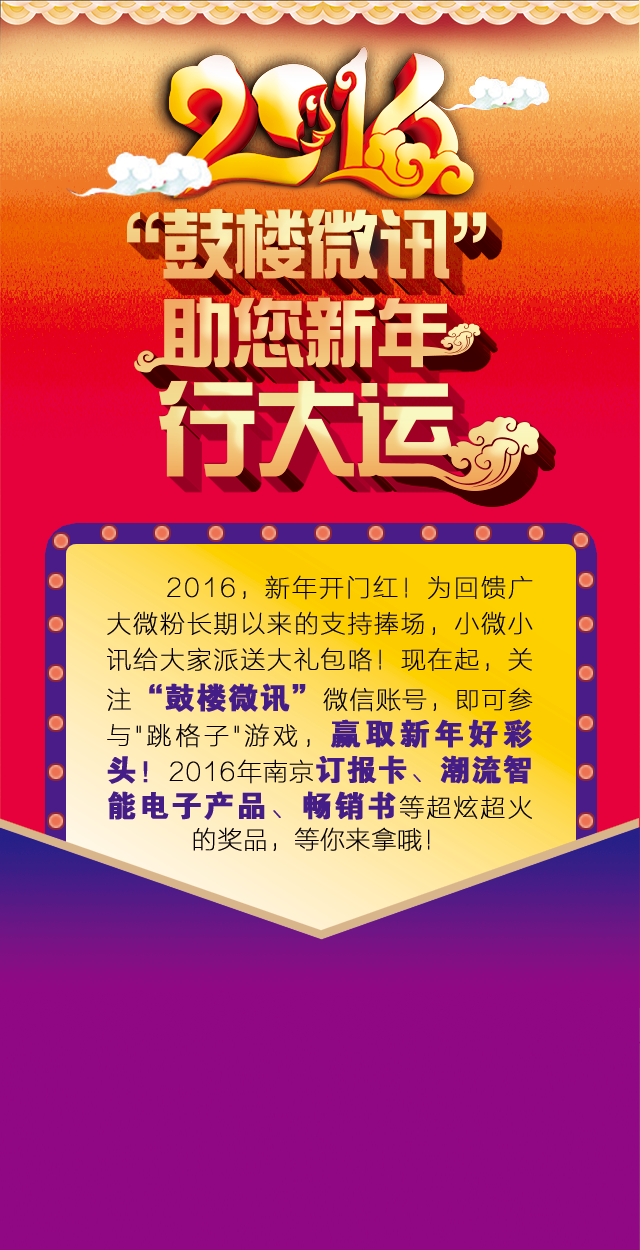 2016
“鼓楼微讯”
助您新年
行大运
2016，新年开门红！为回馈广
大微粉长期以来的支持捧场，小微小
讯给大家派送大礼包咯！现在起，关
注“鼓楼微讯”微信账号，即可参
与"跳格子"游戏，赢取新年好彩
头！2016年南京订报卡、潮流智
能电子产品、畅销书等超炫超火
的奖品，等你来拿哦！